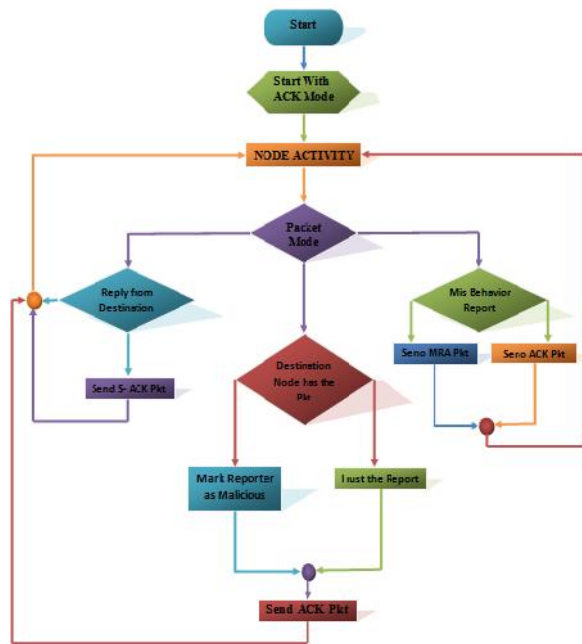 Start
Start With
ACK Mode
NODE ACTIVITY
Packet
Mode
Reply from
Destination
Mis Behavior
Report
Send S- ACK Pkt
Seno MRA Pkt
Seno ACK Pkt
Destination
Node has the
Pkt
Mark Reporter
as Malicious
Trust the Report
Send ACK Pkt